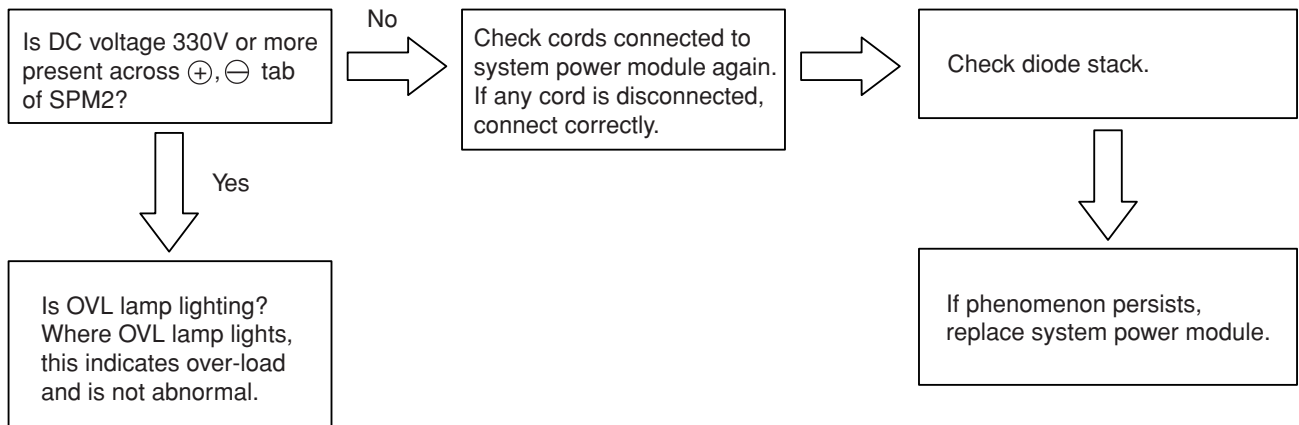 Is DC voltage 330V or more
present across ⊕, ⊖ tab
of SPM2?
No
Check cords connected to
system power module again.
If any cord is disconnected,
connect correctly.
Check diode stack.
Yes
Is OVL lamp lighting?
Where OVL lamp lights,
this indicates over-load
and is not abnormal.
If phenomenon persists,
replace system power module.